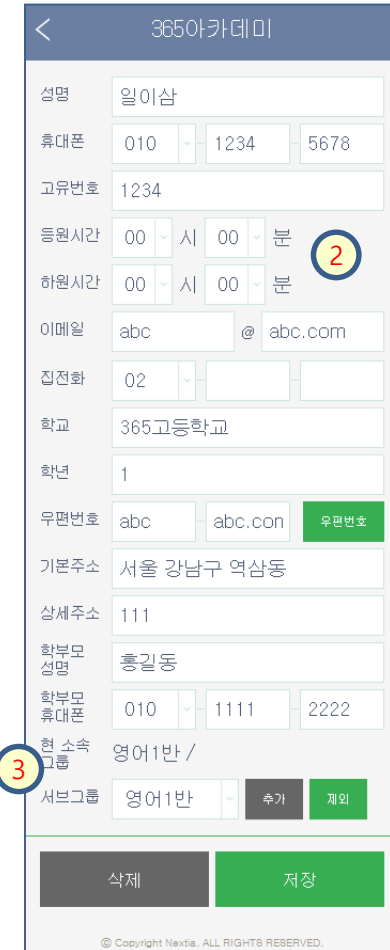 365아카데미
성명 일이삼
휴대폰 010 - 1234 - 5678
고유번호 1234
등원시간 00 시 00 분
2
하원시간 00 시 00 분
이메일 abc @ abc.com
집전화 02 - -
학교 365고등학교
학년 1
우편번호 abc - abc.con 우편번호
기본주소 서울 강남구 역삼동
상세주소 111
학부모
성명 홍길동
학부모
휴대폰 010 - 1111 - 2222
3
현 소속
그룹 영어1반 /
서브그룹 영어1반 추가 제외
삭제 저장
© Copyright Nextia. ALL RIGHTS RESERVED.